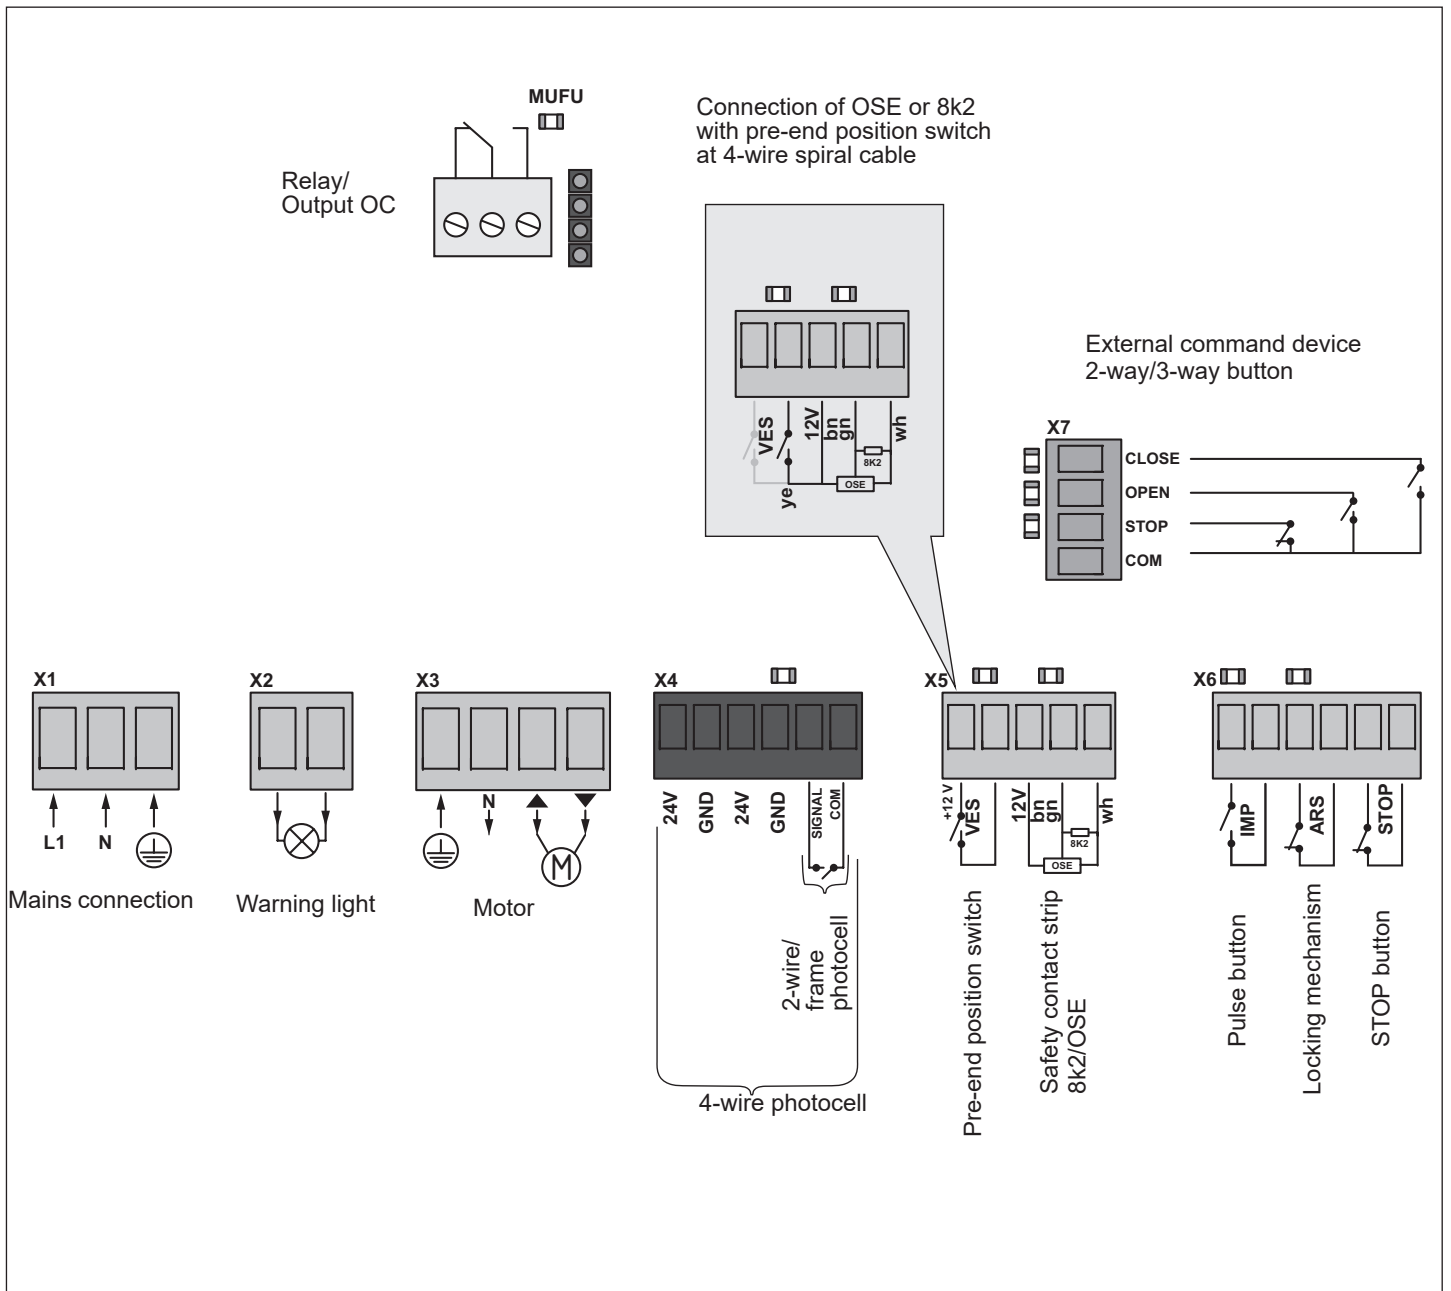 MUFU
Relay/
Output OC
Connection of OSE or 8k2
with pre-end position switch
at 4-wire spiral cable
VES
12V
bn
gn
wh
8K2
OSE
ye
External command device
2-way/3-way button
X7
CLOSE
OPEN
STOP
COM
X1
L1
N
Mains connection
X2
Warning light
X3
N
M
Motor
X4
24V
GND
24V
GND
SIGNAL
COM
2-wire/
frame
photocell
4-wire photocell
X5
+12 V
VES
12V
bn
gn
wh
8K2
OSE
Pre-end position switch
Safety contact strip
8k2/OSE
X6
IMP
ARS
STOP
Pulse button
Locking mechanism
STOP button